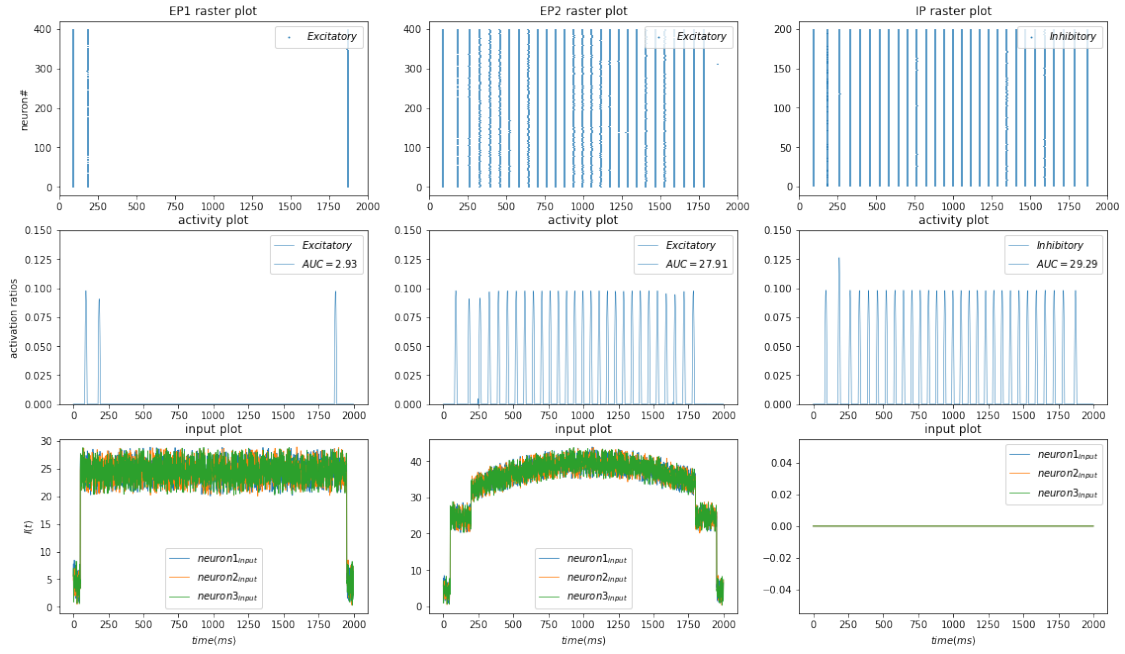 EP1 raster plot
EP2 raster plot
IP raster plot
400
300
200
100
0
neuron#
Excitatory
0 250 500 750 1000 1250 1500 1750 2000
400
300
200
100
0
Excitatory
0 250 500 750 1000 1250 1500 1750 2000
200
150
100
50
0
Inhibitory
0 250 500 750 1000 1250 1500 1750 2000
activity plot
activity plot
activity plot
0.150
0.125
0.100
0.075
0.050
0.025
0.000
activation ratios
Excitatory
AUC = 2.93
0 250 500 750 1000 1250 1500 1750 2000
0.150
0.125
0.100
0.075
0.050
0.025
0.000
Excitatory
AUC = 27.91
0 250 500 750 1000 1250 1500 1750 2000
0.150
0.125
0.100
0.075
0.050
0.025
0.000
Inhibitory
AUC = 29.29
0 250 500 750 1000 1250 1500 1750 2000
input plot
input plot
input plot
30
25
20
15
10
5
0
I(t)
neuron1input
neuron2input
neuron3input
0 250 500 750 1000 1250 1500 1750 2000
time(ms)
40
30
20
10
0
neuron1input
neuron2input
neuron3input
0 250 500 750 1000 1250 1500 1750 2000
time(ms)
0.04
0.02
0.00
−0.02
−0.04
neuron1input
neuron2input
neuron3input
0 250 500 750 1000 1250 1500 1750 2000
time(ms)